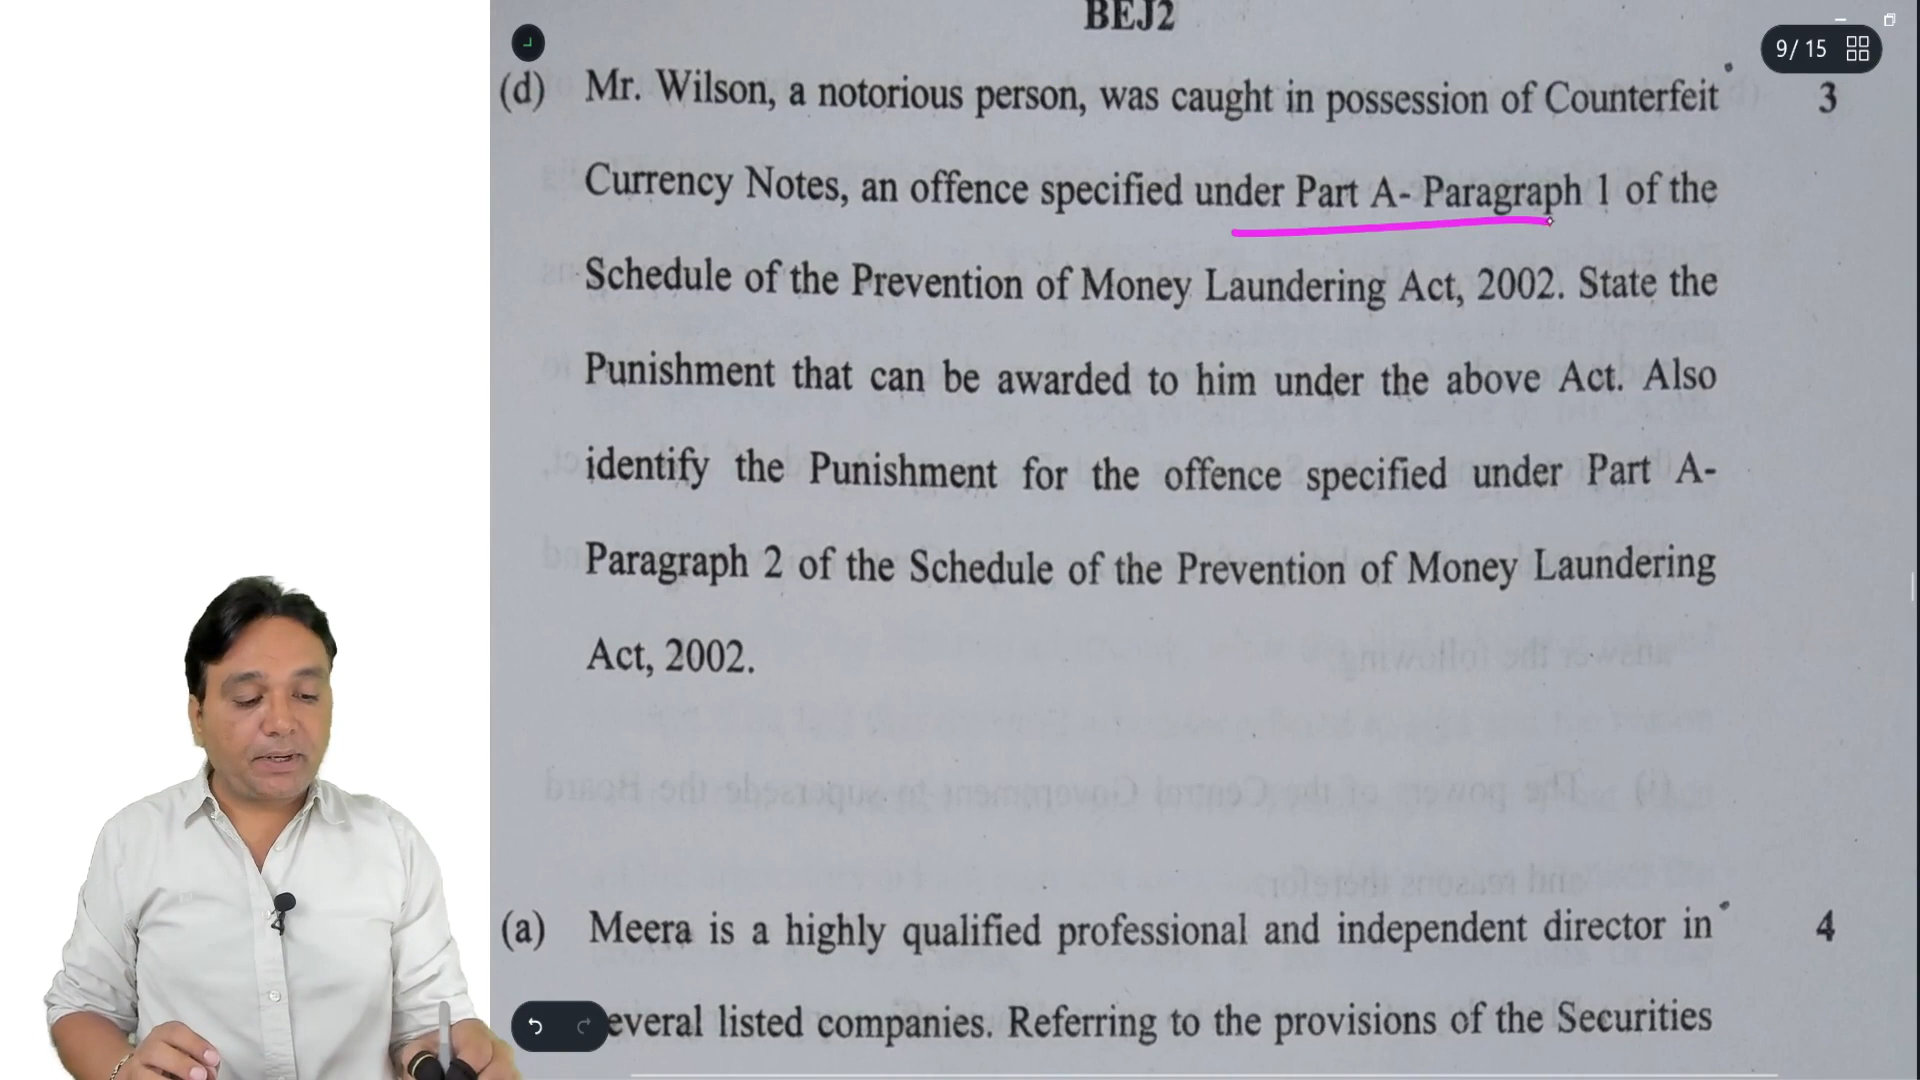 BEJ2
9/ 15
(d) Mr. Wilson, a notorious person, was caught in possession of Counterfeit 3
Currency Notes, an offence specified under Part A- Paragraph 1 of the
Schedule of the Prevention of Money Laundering Act, 2002. State the
Punishment that can be awarded to him under the above Act. Also
identify the Punishment for the offence specified under Part A-
Paragraph 2 of the Schedule of the Prevention of Money Laundering
Act, 2002.
(a) Meera is a highly qualified professional and independent director in 4
everal listed companies. Referring to the provisions of the Securities